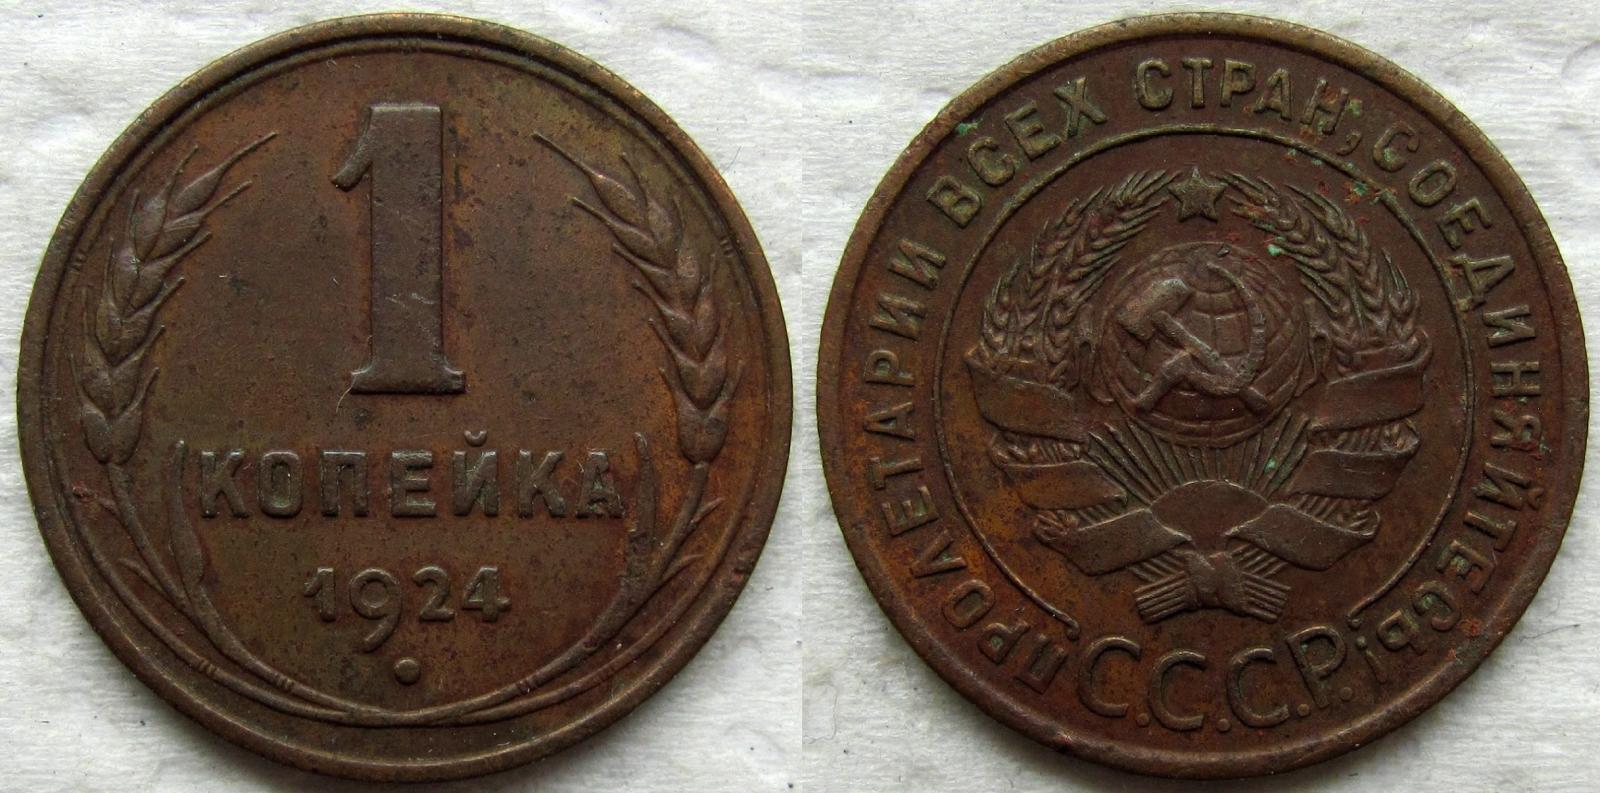 1
КОПЕЙКА
1924
ПРОЛЕТАРИИ ВСЕХ СТРАН, СОЕДИНЯЙТЕСЬ!
С.С.С.Р.